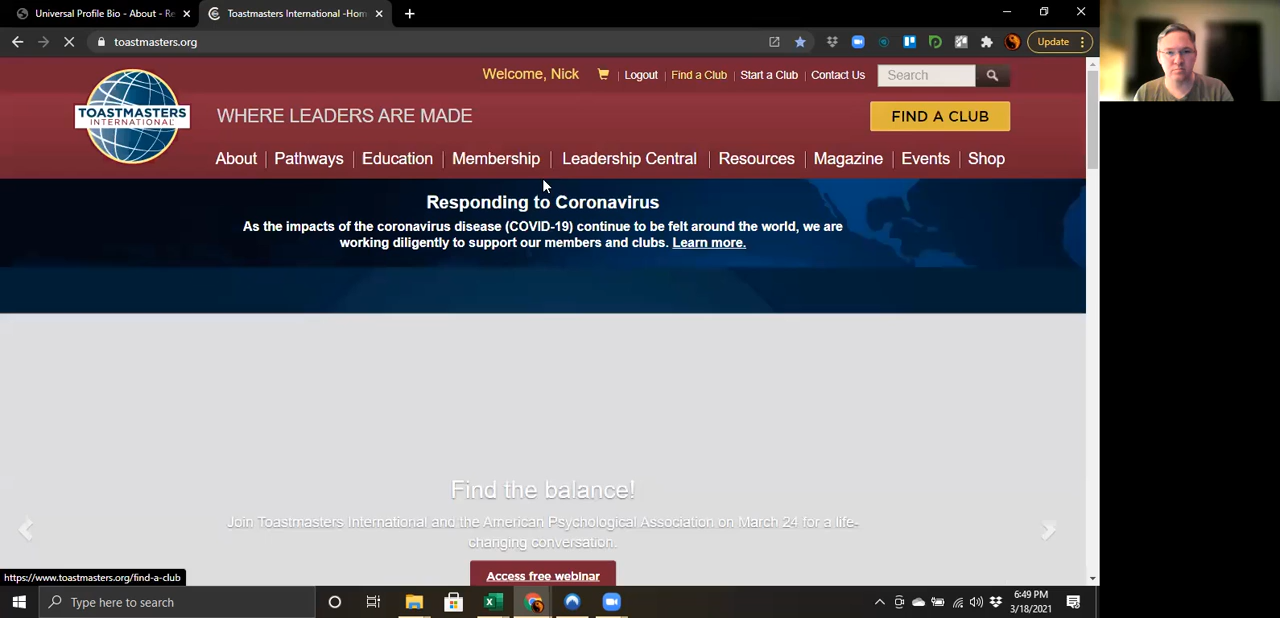 Universal Profile Bio - About - Re
Toastmasters International -Hom
toastmasters.org
Update
Welcome, Nick
Logout
Find a Club
Start a Club
Contact Us
Search
TOASTMASTERS
INTERNATIONAL
WHERE LEADERS ARE MADE
FIND A CLUB
About
Pathways
Education
Membership
Leadership Central
Resources
Magazine
Events
Shop
Responding to Coronavirus
As the impacts of the coronavirus disease (COVID-19) continue to be felt around the world, we are
working diligently to support our members and clubs. Learn more.
Find the balance!
Join Toastmasters International and the American Psychological Association on March 24 for a life-
changing conversation.
Access free webinar
https://www.toastmasters.org/find-a-club
Type here to search
6:49 PM
3/18/2021